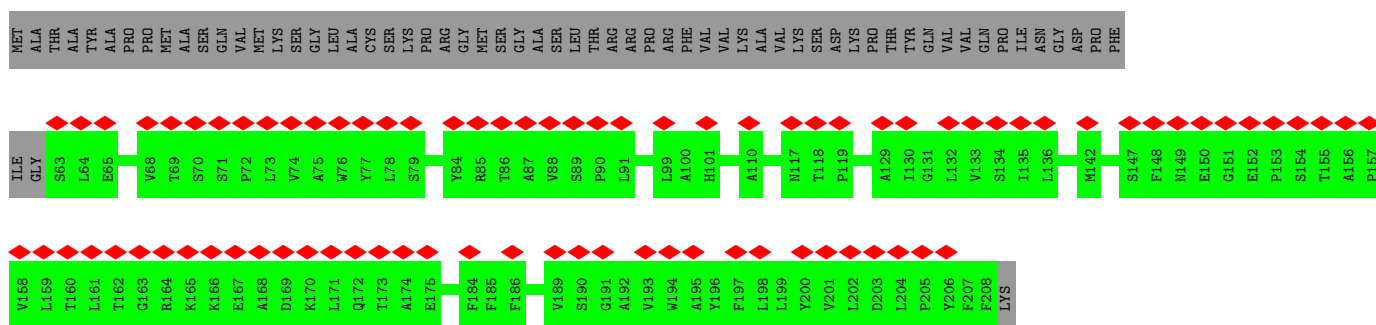 MET ALA THR ALA TYR ALA PRO PRO MET ALA SER GLN VAL MET LYS SER GLY LEU ALA CYS SER LYS PRO ARG GLY MET SER GLY ALA SER LEU THR ARG ARG PRO ARG PHE VAL VAL LYS ALA VAL LYS SER ASP LYS PRO THR TYR GLN VAL VAL GLN PRO ILE ASN GLY ASP PRO PHE
ILE GLY S63 L64 E65 V68 T69 S70 S71 P72 L73 V74 A75 W76 Y77 L78 S79 Y84 R85 T86 A87 V88 S89 P90 L91 L99 A100 H101 A110 N117 T118 P119 A129 I130 G131 L132 V133 S134 I135 L136 M142 S147 F148 N149 E150 G151 E152 P153 S154 T155 A156 P157
V158 L159 T160 L161 T162 G163 R164 K165 K166 E167 A168 D169 K170 L171 Q172 T173 A174 E175 F184 F185 F186 V189 S190 G191 A192 V193 W194 A195 Y196 F197 L198 L199 Y200 V201 L202 D203 L204 P205 Y206 F207 F208 LYS